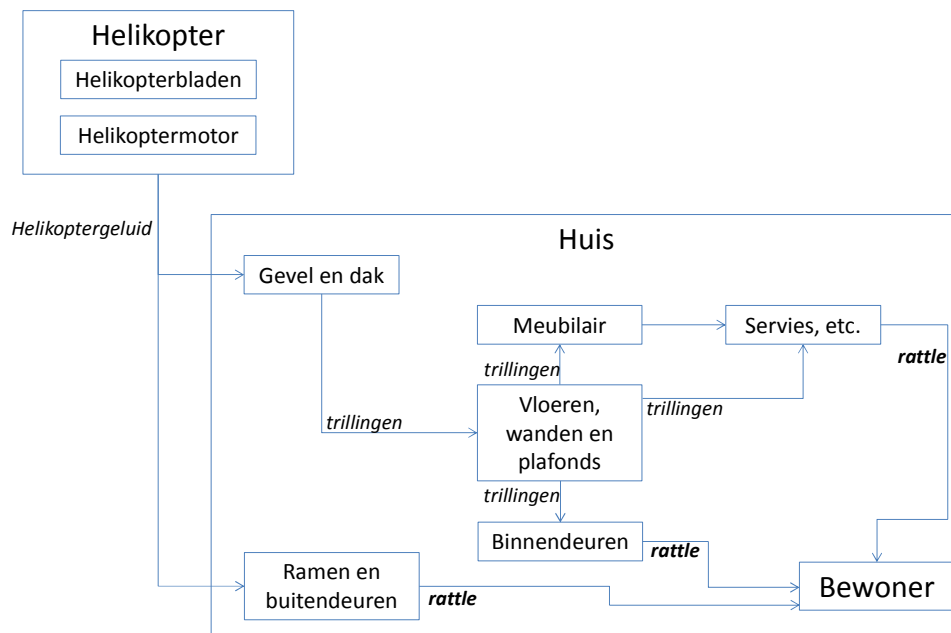 Helikopter
Helikopterbladen
Helikoptermotor
Helikoptergeluid
Huis
Gevel en dak
Meubilair
Servies, etc.
rattle
trillingen
Vloeren,
wanden en
plafonds
trillingen
trillingen
trillingen
Binnendeuren
rattle
Ramen en
buitendeuren
rattle
Bewoner